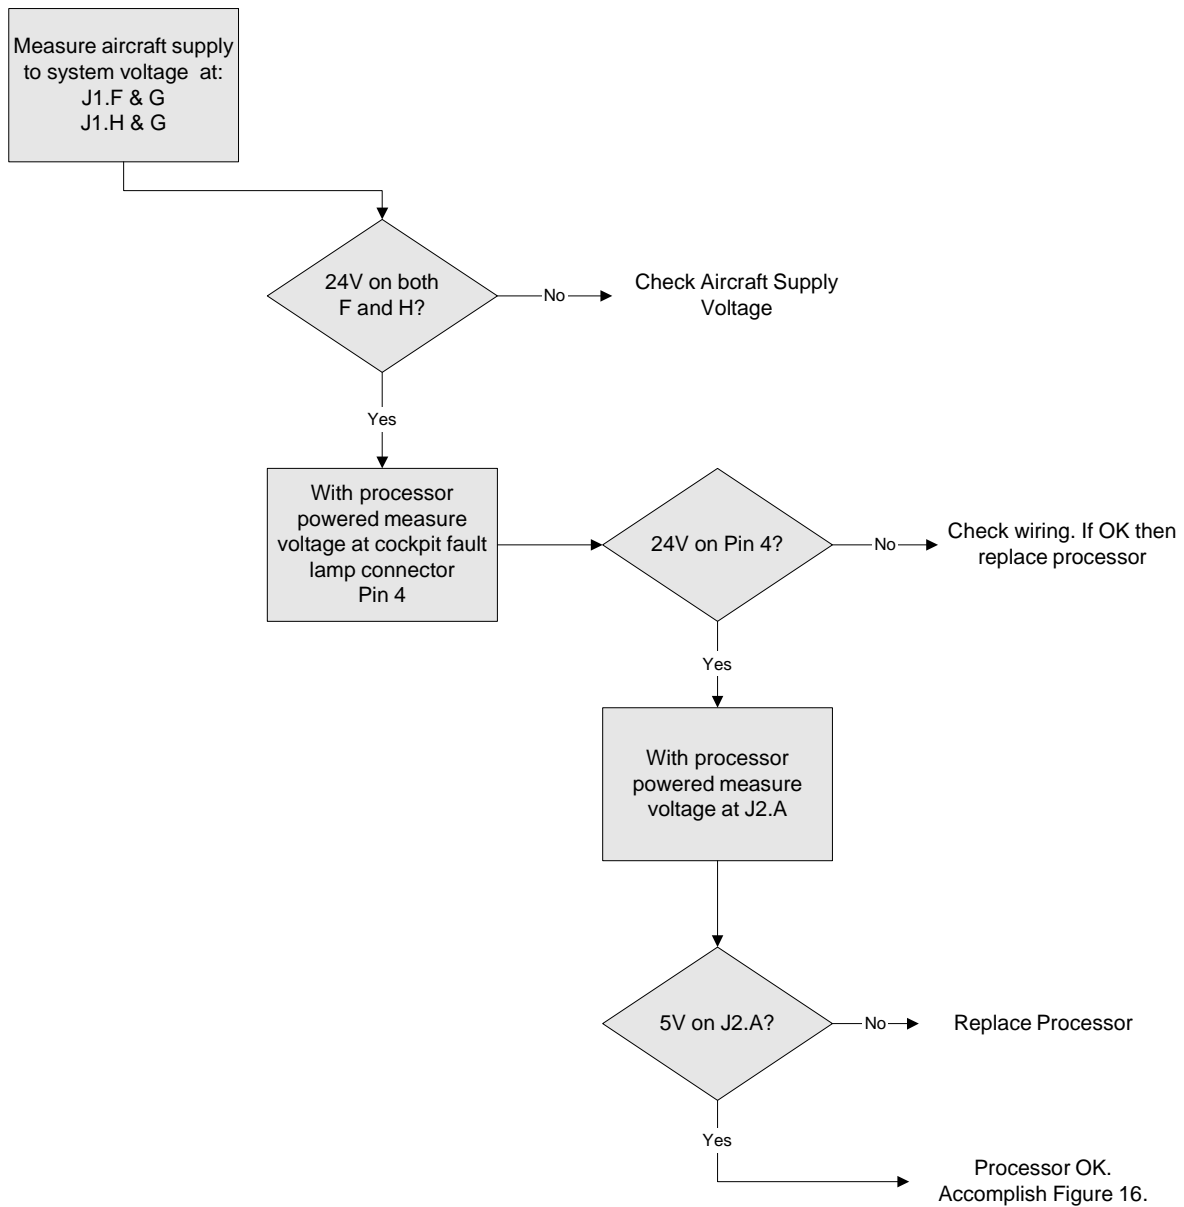 Measure aircraft supply
to system voltage at:
J1.F & G
J1.H & G
24V on both
F and H?
No
Check Aircraft Supply
Voltage
Yes
With processor
powered measure
voltage at cockpit fault
lamp connector
Pin 4
24V on Pin 4?
No
Check wiring. If OK then
replace processor
Yes
With processor
powered measure
voltage at J2.A
5V on J2.A?
No
Replace Processor
Yes
Processor OK.
Accomplish Figure 16.